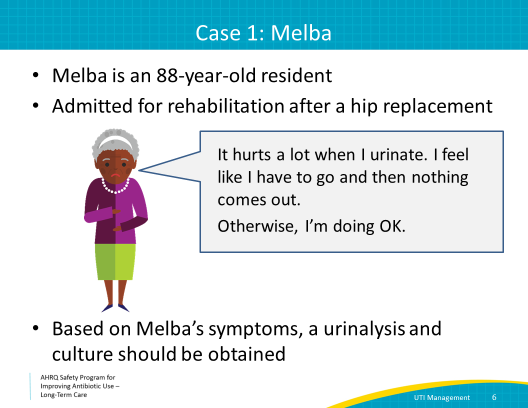 Case 1: Melba
• Melba is an 88-year-old resident
• Admitted for rehabilitation after a hip replacement
It hurts a lot when I urinate. I feel
like I have to go and then nothing
comes out.
Otherwise, I’m doing OK.
• Based on Melba’s symptoms, a urinalysis and
culture should be obtained
AHRQ Safety Program for
Improving Antibiotic Use –
Long-Term Care
UTI Management 6